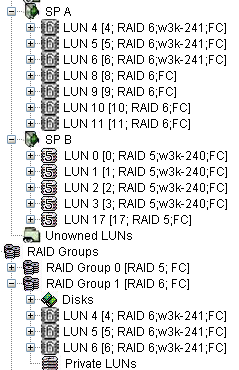 SP A
LUN 4 [4; RAID 6;w3k-241;FC]
LUN 5 [5; RAID 6;w3k-241;FC]
LUN 6 [6; RAID 6;w3k-241;FC]
LUN 8 [8; RAID 6;FC]
LUN 9 [9; RAID 6;FC]
LUN 10 [10; RAID 6;FC]
LUN 11 [11; RAID 6;FC]
SP B
LUN 0 [0; RAID 5;w3k-240;FC]
LUN 1 [1; RAID 5;w3k-240;FC]
LUN 2 [2; RAID 5;w3k-240;FC]
LUN 3 [3; RAID 5;w3k-240;FC]
LUN 17 [17; RAID 5;FC]
Unowned LUNs
RAID Groups
RAID Group 0 [RAID 5; FC]
RAID Group 1 [RAID 6; FC]
Disks
LUN 4 [4; RAID 6;w3k-241;FC]
LUN 5 [5; RAID 6;w3k-241;FC]
LUN 6 [6; RAID 6;w3k-241;FC]
Private LUNs